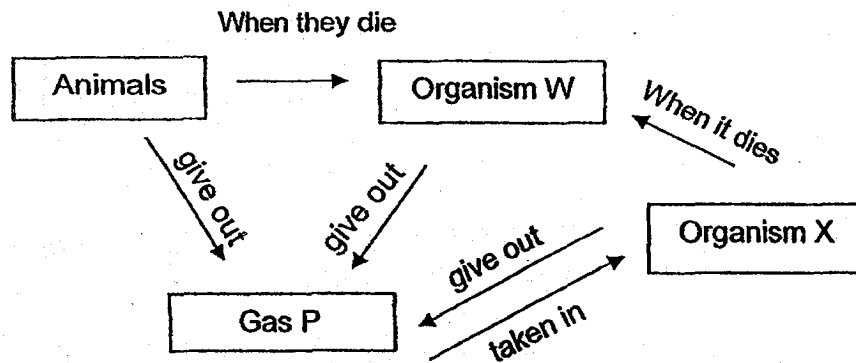 When they die
Animals
Organism W
When it dies
give out
give out
give out
Organism X
Gas P
taken in